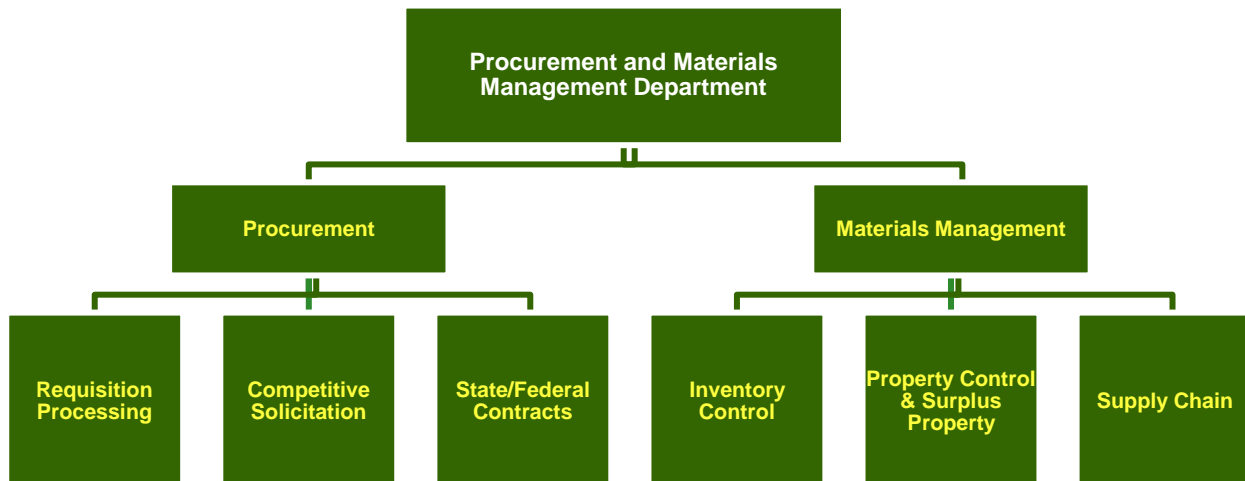 Procurement and Materials
Management Department
Procurement
Materials Management
Requisition
Processing
Competitive
Solicitation
State/Federal
Contracts
Inventory
Control
Property Control
& Surplus
Property
Supply Chain